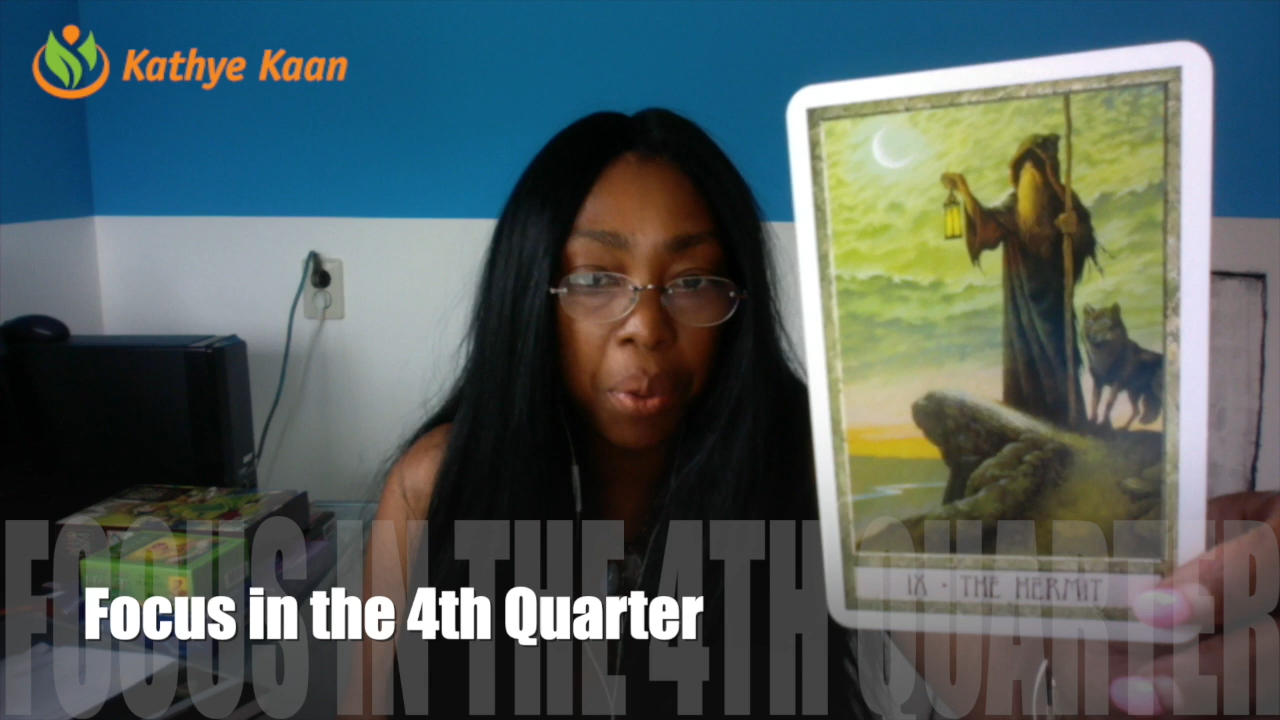 Kathye Kaan
IX · THE HERMIT
FOCUS IN THE 4TH QUARTER
Focus in the 4th Quarter